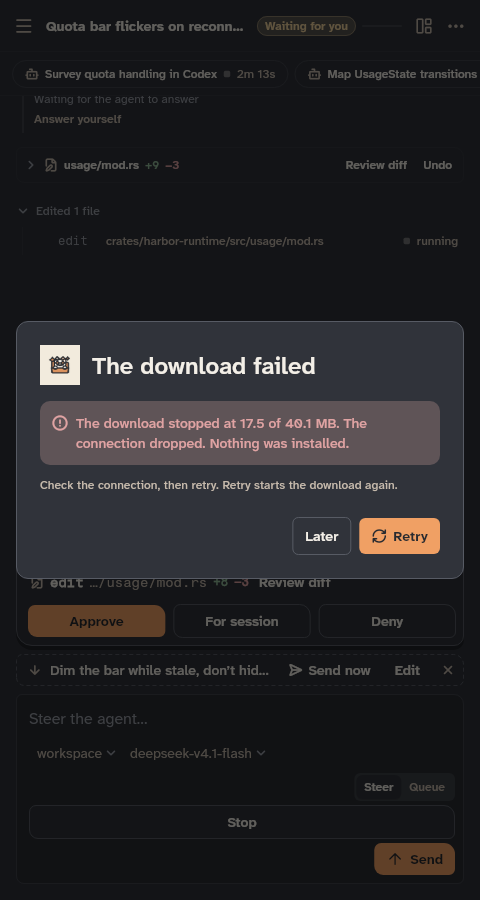 Quota bar flickers on reconn... Waiting for you
Survey quota handling in Codex 2m 13s Map UsageState transitions
Waiting for the agent to answer
Answer yourself
usage/mod.rs +9 −3 Review diff Undo
Edited 1 file
edit crates/harbor-runtime/src/usage/mod.rs running
The download failed
The download stopped at 17.5 of 40.1 MB. The
connection dropped. Nothing was installed.
Check the connection, then retry. Retry starts the download again.
Later Retry
edit …/usage/mod.rs +8 −3 Review diff
Approve For session Deny
Dim the bar while stale, don't hid... Send now Edit
Steer the agent...
workspace deepseek-v4.1-flash
Steer Queue
Stop
Send